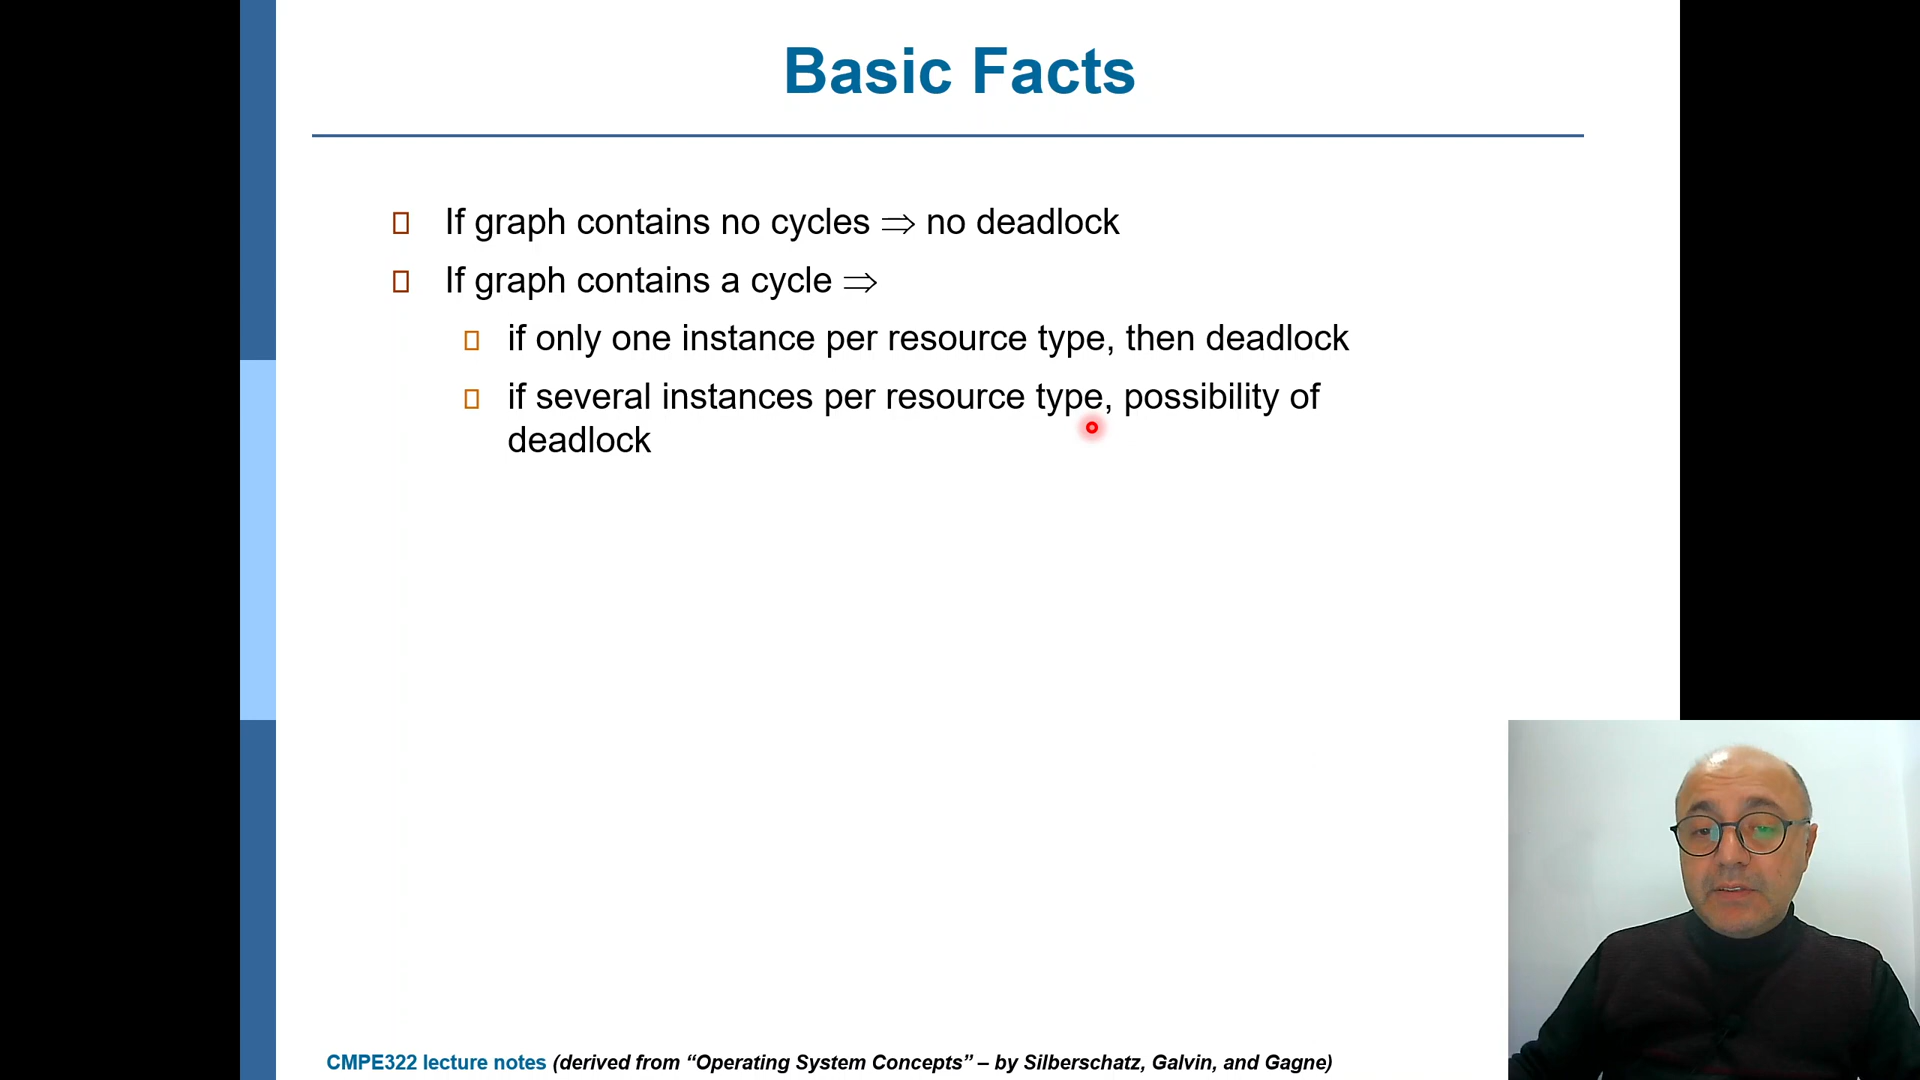 Basic Facts
If graph contains no cycles ⇒ no deadlock
If graph contains a cycle ⇒
if only one instance per resource type, then deadlock
if several instances per resource type, possibility of
deadlock
CMPE322 lecture notes (derived from “Operating System Concepts” – by Silberschatz, Galvin, and Gagne)